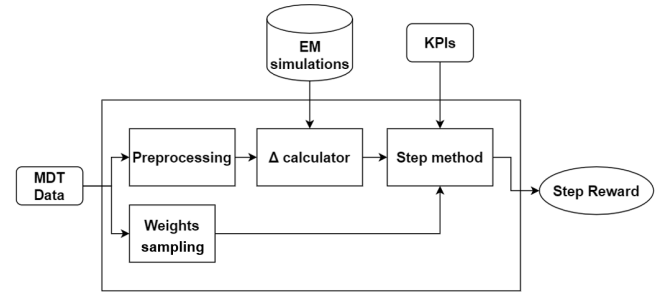 EM
simulations
KPIs
Preprocessing
Δ calculator
Step method
MDT
Data
Step Reward
Weights
sampling